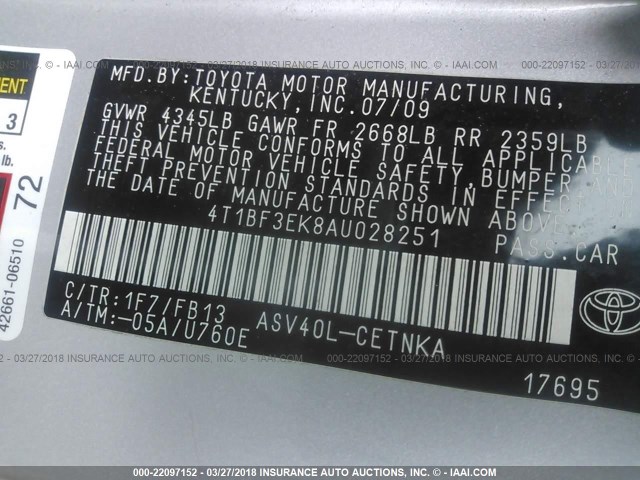 MFD.BY:TOYOTA MOTOR MANUFACTURING,
KENTUCKY,INC.07/09
GVWR 4345LB GAWR FR 2668LB RR 2359LB
THIS VEHICLE CONFORMS TO ALL APPLICABLE
FEDERAL MOTOR VEHICLE SAFETY,BUMPER AND
THEFT PREVENTION STANDARDS IN EFFECT
THE DATE OF MANUFACTURE SHOWN ABOVE.
4T1BF3EK8AU028251 PASS.CAR
C/TR:1F7/FB13 ASV40L-CETNKA
A/TM:-05A/U760E
17695
3
s.
lb.
72
42661-06510
000-22097152 - 03/27/2018 INSURANCE AUTO AUCTIONS © - IAAI.COM